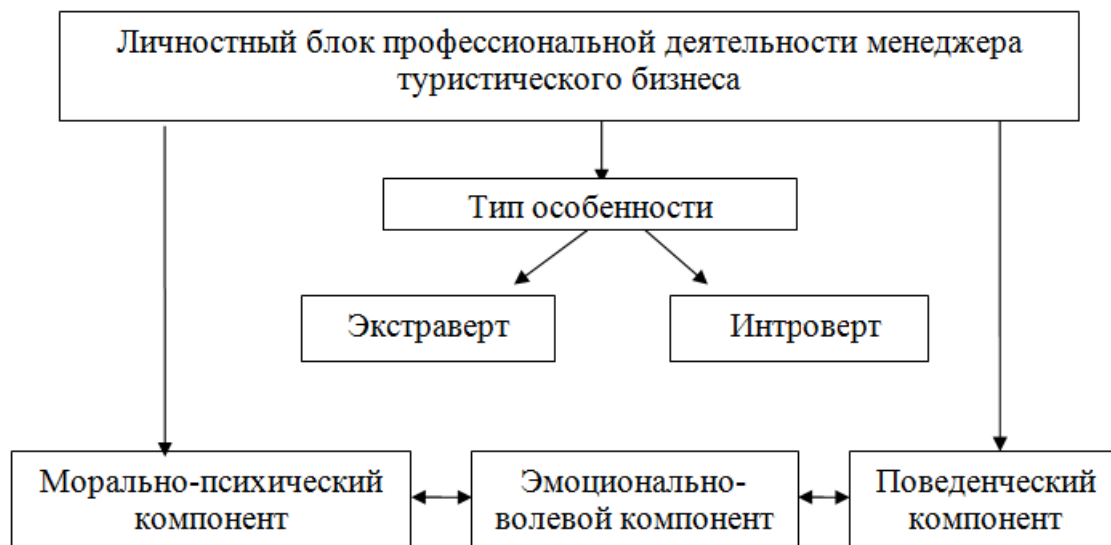 Личностный блок профессиональной деятельности менеджера
туристического бизнеса
Тип особенности
Экстраверт
Интроверт
Морально-психический
компонент
Эмоционально-
волевой компонент
Поведенческий
компонент